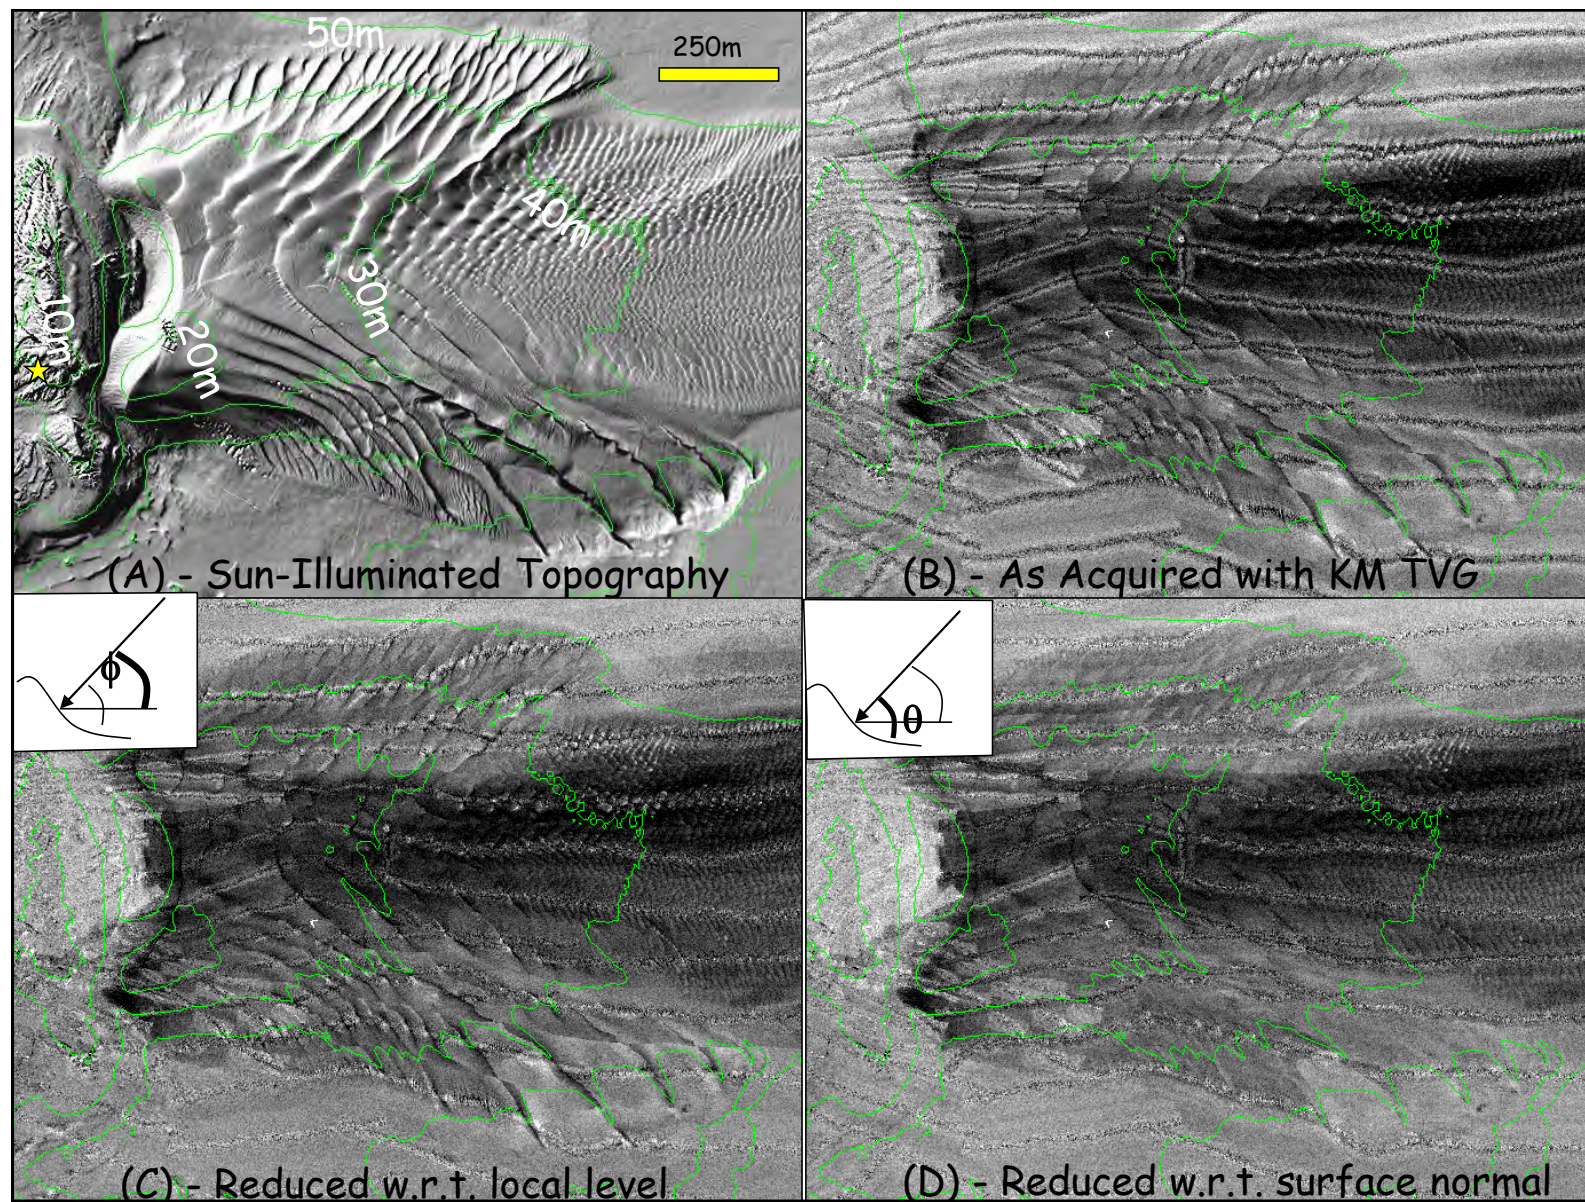 50m
250m
40m
30m
10m
20m
(A) - Sun-Illuminated Topography
(B) - As Acquired with KM TVG
ϕ
θ
(C) - Reduced w.r.t. local level
(D) - Reduced w.r.t. surface normal